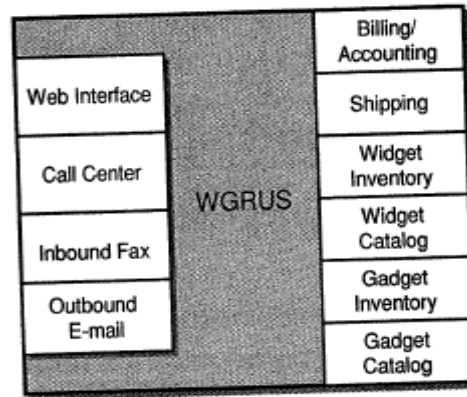 Web Interface
Call Center
Inbound Fax
Outbound
E-mail
WGRUS
Billing/
Accounting
Shipping
Widget
Inventory
Widget
Catalog
Gadget
Inventory
Gadget
Catalog